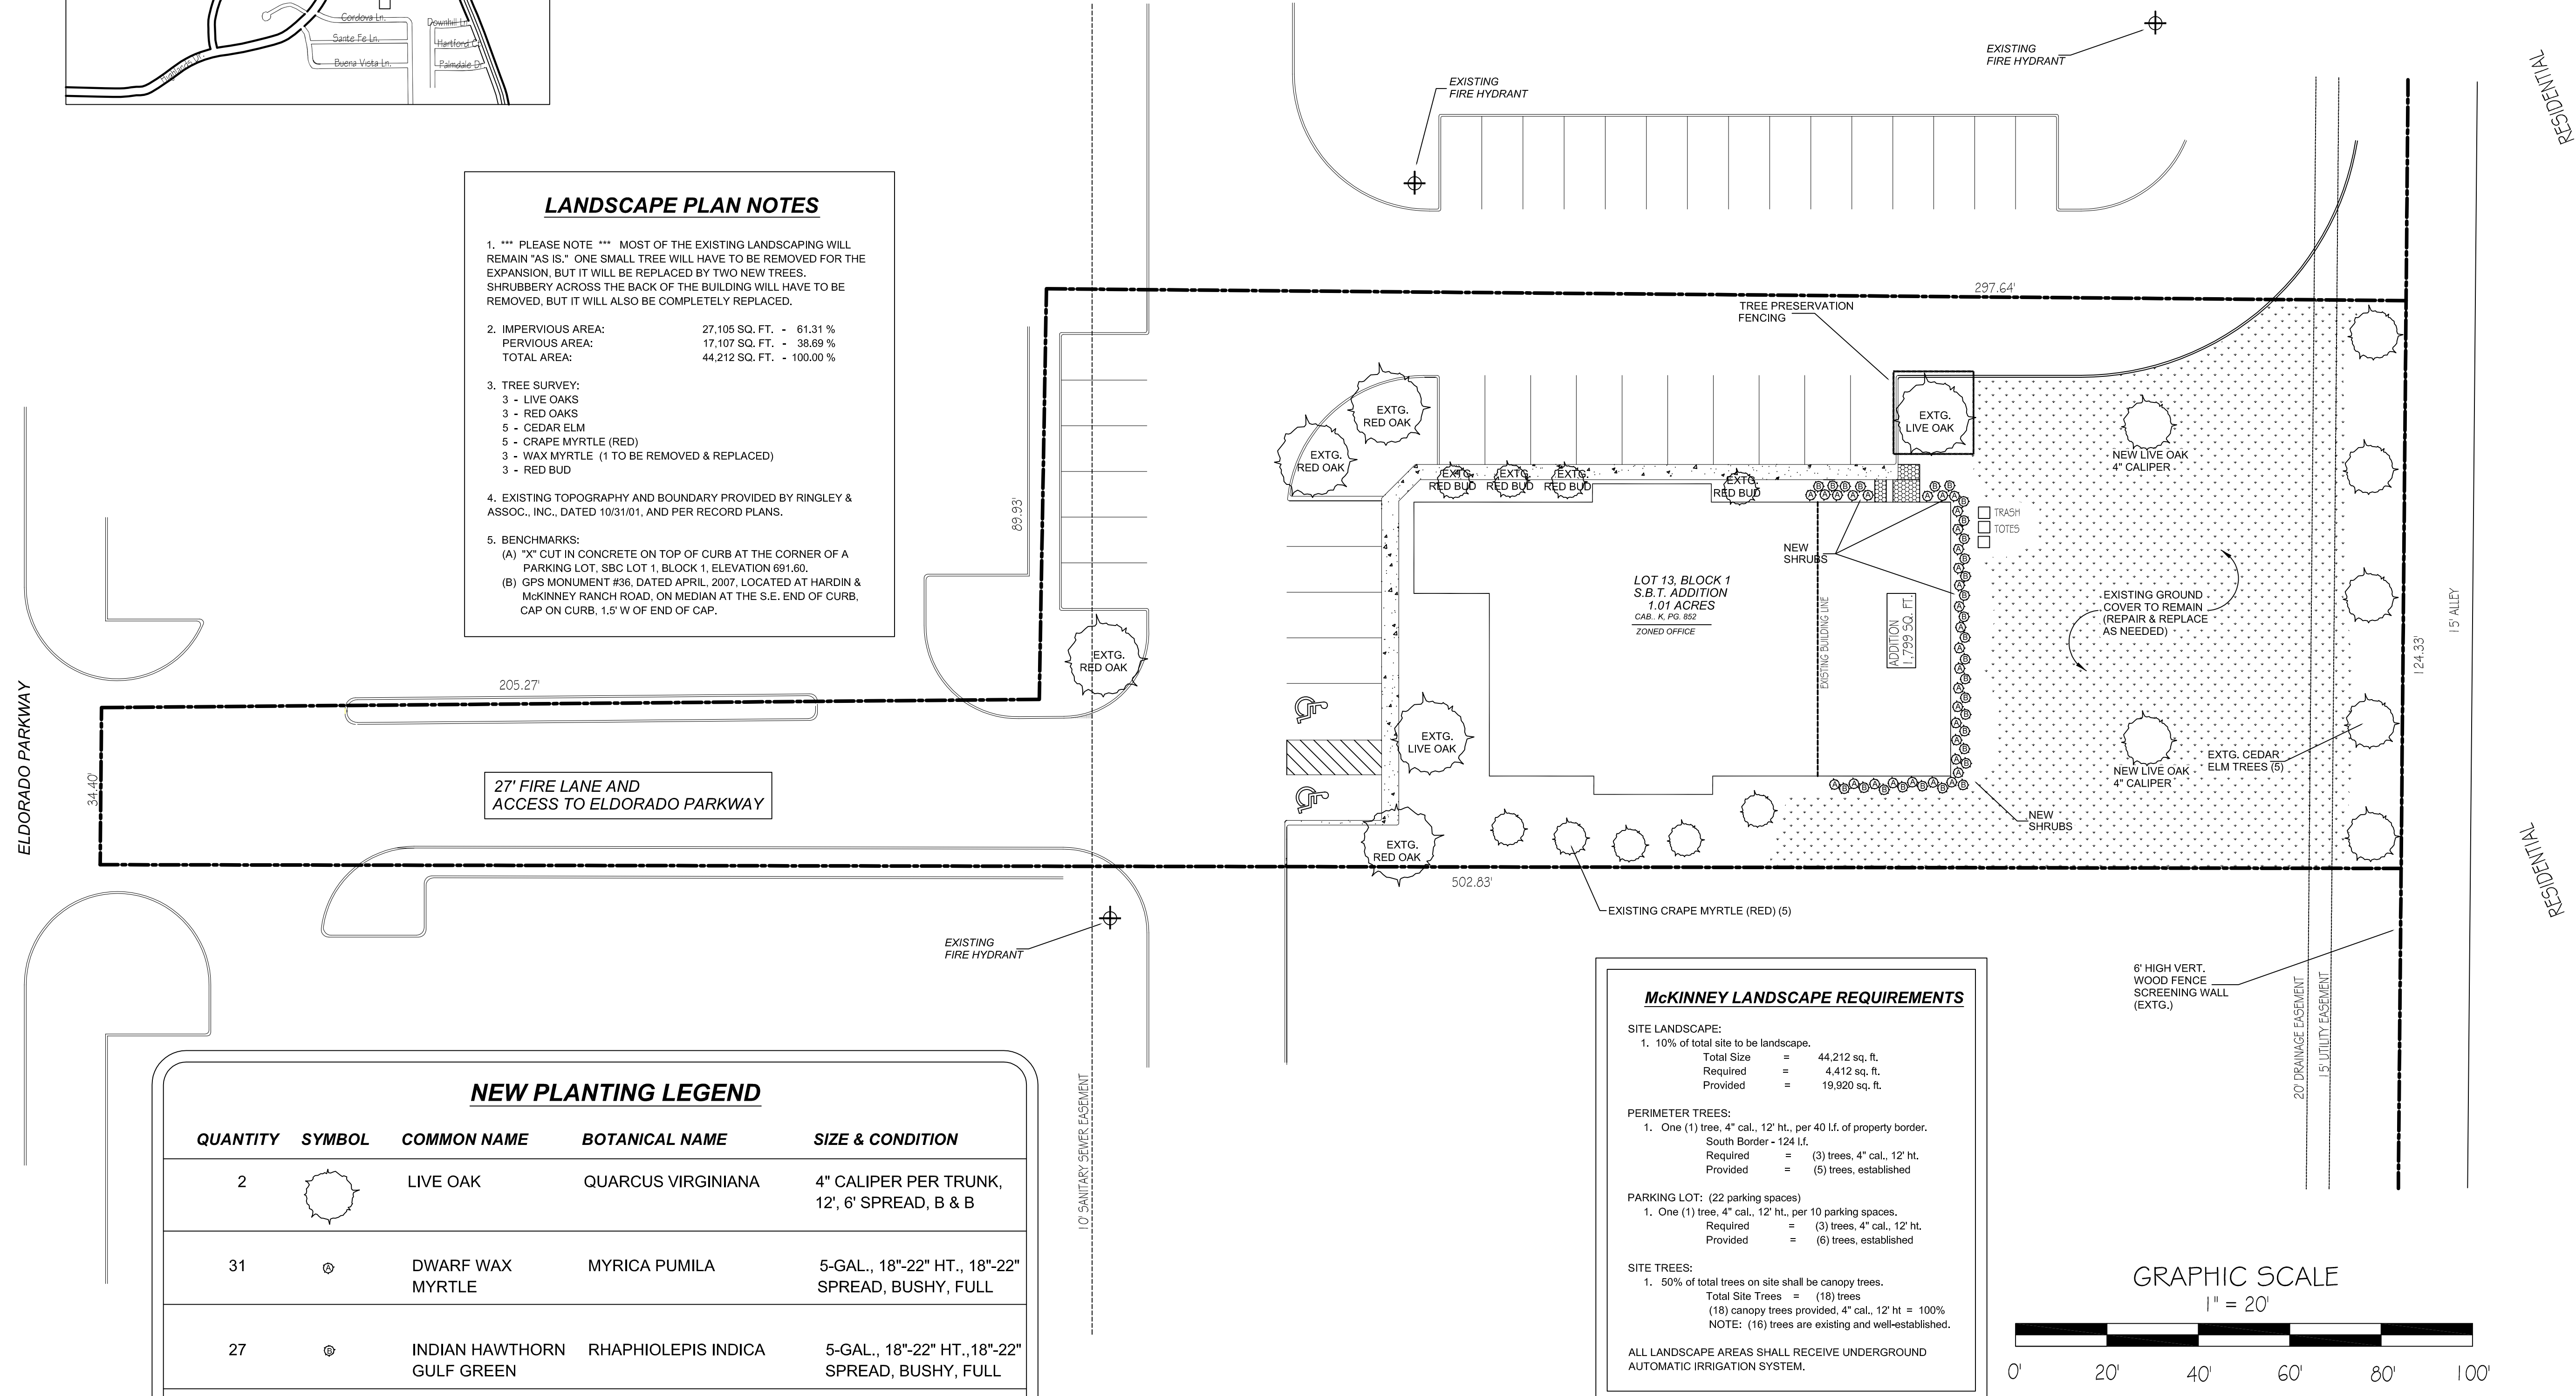 Cordova Ln.
Downhill Ln.
Sante Fe Ln.
Hartford C
Buena Vista Ln.
Palmdale D
Highlands Dr.
EXISTING
FIRE HYDRANT
EXISTING
FIRE HYDRANT
RESIDENTIAL
LANDSCAPE PLAN NOTES
1. *** PLEASE NOTE *** MOST OF THE EXISTING LANDSCAPING WILL
REMAIN "AS IS." ONE SMALL TREE WILL HAVE TO BE REMOVED FOR THE
EXPANSION, BUT IT WILL BE REPLACED BY TWO NEW TREES.
SHRUBBERY ACROSS THE BACK OF THE BUILDING WILL HAVE TO BE
REMOVED, BUT IT WILL ALSO BE COMPLETELY REPLACED.
2. IMPERVIOUS AREA: 27,105 SQ. FT. - 61.31 %
PERVIOUS AREA: 17,107 SQ. FT. - 38.69 %
TOTAL AREA: 44,212 SQ. FT. - 100.00 %
3. TREE SURVEY:
3 - LIVE OAKS
3 - RED OAKS
5 - CEDAR ELM
5 - CRAPE MYRTLE (RED)
3 - WAX MYRTLE (1 TO BE REMOVED & REPLACED)
3 - RED BUD
4. EXISTING TOPOGRAPHY AND BOUNDARY PROVIDED BY RINGLEY &
ASSOC., INC., DATED 10/31/01, AND PER RECORD PLANS.
5. BENCHMARKS:
(A) "X" CUT IN CONCRETE ON TOP OF CURB AT THE CORNER OF A
PARKING LOT, SBC LOT 1, BLOCK 1, ELEVATION 691.60.
(B) GPS MONUMENT #36, DATED APRIL, 2007, LOCATED AT HARDIN &
McKINNEY RANCH ROAD, ON MEDIAN AT THE S.E. END OF CURB,
CAP ON CURB, 1.5' W OF END OF CAP.
297.64'
TREE PRESERVATION
FENCING
89.93'
EXTG.
RED OAK
EXTG.
RED OAK
EXTG.
LIVE OAK
NEW LIVE OAK
4" CALIPER
EXTG.
RED BUD
EXTG.
RED BUD
EXTG.
RED BUD
EXTG.
RED BUD
TRASH
TOTES
NEW
SHRUBS
LOT 13, BLOCK 1
S.B.T. ADDITION
1.01 ACRES
CAB.. K, PG. 852
ZONED OFFICE
EXISTING BUILDING LINE
ADDITION
1,799 SQ. FT.
EXISTING GROUND
COVER TO REMAIN
(REPAIR & REPLACE
AS NEEDED)
15' ALLEY
124.33'
EXTG.
RED OAK
205.27'
ELDORADO PARKWAY
34.40'
27' FIRE LANE AND
ACCESS TO ELDORADO PARKWAY
EXTG.
LIVE OAK
EXTG.
RED OAK
NEW LIVE OAK
4" CALIPER
EXTG. CEDAR
ELM TREES (5)
NEW
SHRUBS
RESIDENTIAL
502.83'
EXISTING CRAPE MYRTLE (RED) (5)
EXISTING
FIRE HYDRANT
6' HIGH VERT.
WOOD FENCE
SCREENING WALL
(EXTG.)
20' DRAINAGE EASEMENT
15' UTILITY EASEMENT
10' SANITARY SEWER EASEMENT
NEW PLANTING LEGEND
QUANTITY SYMBOL COMMON NAME BOTANICAL NAME SIZE & CONDITION
2 LIVE OAK QUARCUS VIRGINIANA 4" CALIPER PER TRUNK,
12', 6' SPREAD, B & B
31 A DWARF WAX MYRICA PUMILA 5-GAL., 18"-22" HT., 18"-22"
MYRTLE SPREAD, BUSHY, FULL
27 B INDIAN HAWTHORN RHAPHIOLEPIS INDICA 5-GAL., 18"-22" HT.,18"-22"
GULF GREEN SPREAD, BUSHY, FULL
McKINNEY LANDSCAPE REQUIREMENTS
SITE LANDSCAPE:
1. 10% of total site to be landscape.
Total Size = 44,212 sq. ft.
Required = 4,412 sq. ft.
Provided = 19,920 sq. ft.
PERIMETER TREES:
1. One (1) tree, 4" cal., 12' ht., per 40 l.f. of property border.
South Border - 124 l.f.
Required = (3) trees, 4" cal., 12' ht.
Provided = (5) trees, established
PARKING LOT: (22 parking spaces)
1. One (1) tree, 4" cal., 12' ht., per 10 parking spaces.
Required = (3) trees, 4" cal., 12' ht.
Provided = (6) trees, established
SITE TREES:
1. 50% of total trees on site shall be canopy trees.
Total Site Trees = (18) trees
(18) canopy trees provided, 4" cal., 12' ht = 100%
NOTE: (16) trees are existing and well-established.
ALL LANDSCAPE AREAS SHALL RECEIVE UNDERGROUND
AUTOMATIC IRRIGATION SYSTEM.
GRAPHIC SCALE
1" = 20'
0' 20' 40' 60' 80' 100'